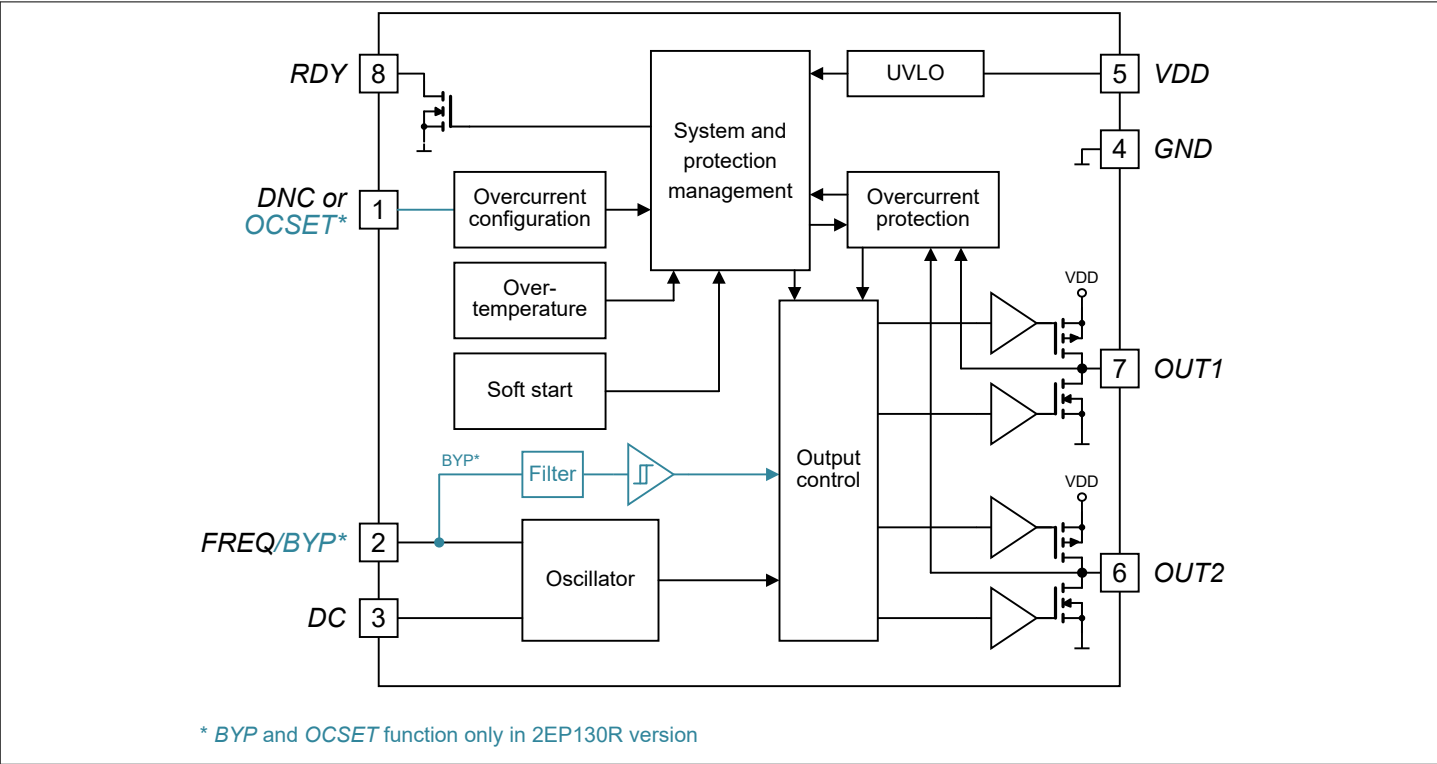 RDY
8
UVLO
5
VDD
System and
protection
management
4
GND
DNC or
OCSET*
1
Overcurrent
configuration
Overcurrent
protection
Over-
temperature
VDD
Soft start
7
OUT1
BYP*
Filter
Output
control
VDD
FREQ/BYP*
2
Oscillator
6
OUT2
DC
3
* BYP and OCSET function only in 2EP130R version